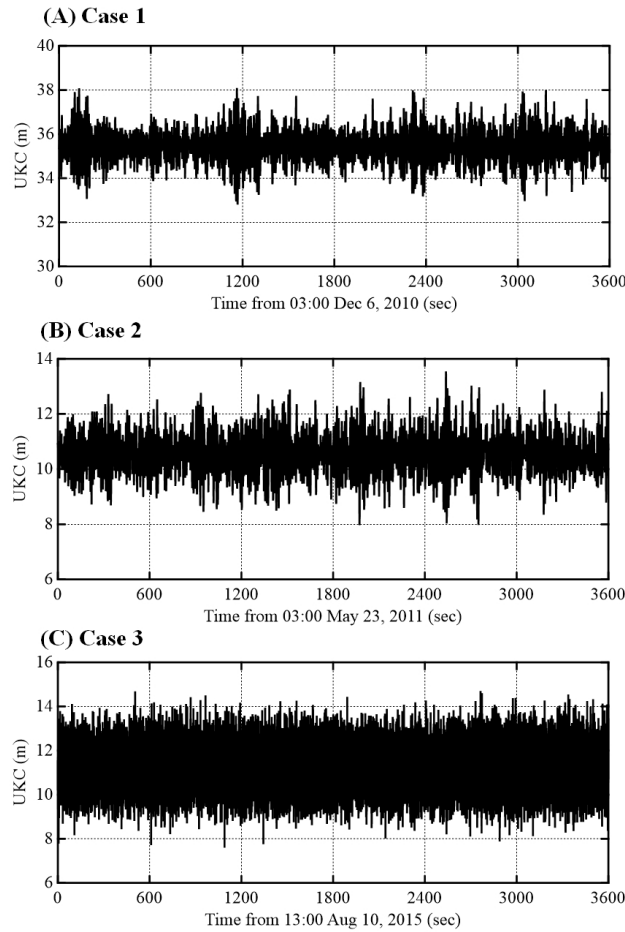 (A) Case 1
40
38
36
34
32
30
UKC (m)
0 600 1200 1800 2400 3000 3600
Time from 03:00 Dec 6, 2010 (sec)
(B) Case 2
14
12
10
8
6
UKC (m)
0 600 1200 1800 2400 3000 3600
Time from 03:00 May 23, 2011 (sec)
(C) Case 3
16
14
12
10
8
6
UKC (m)
0 600 1200 1800 2400 3000 3600
Time from 13:00 Aug 10, 2015 (sec)